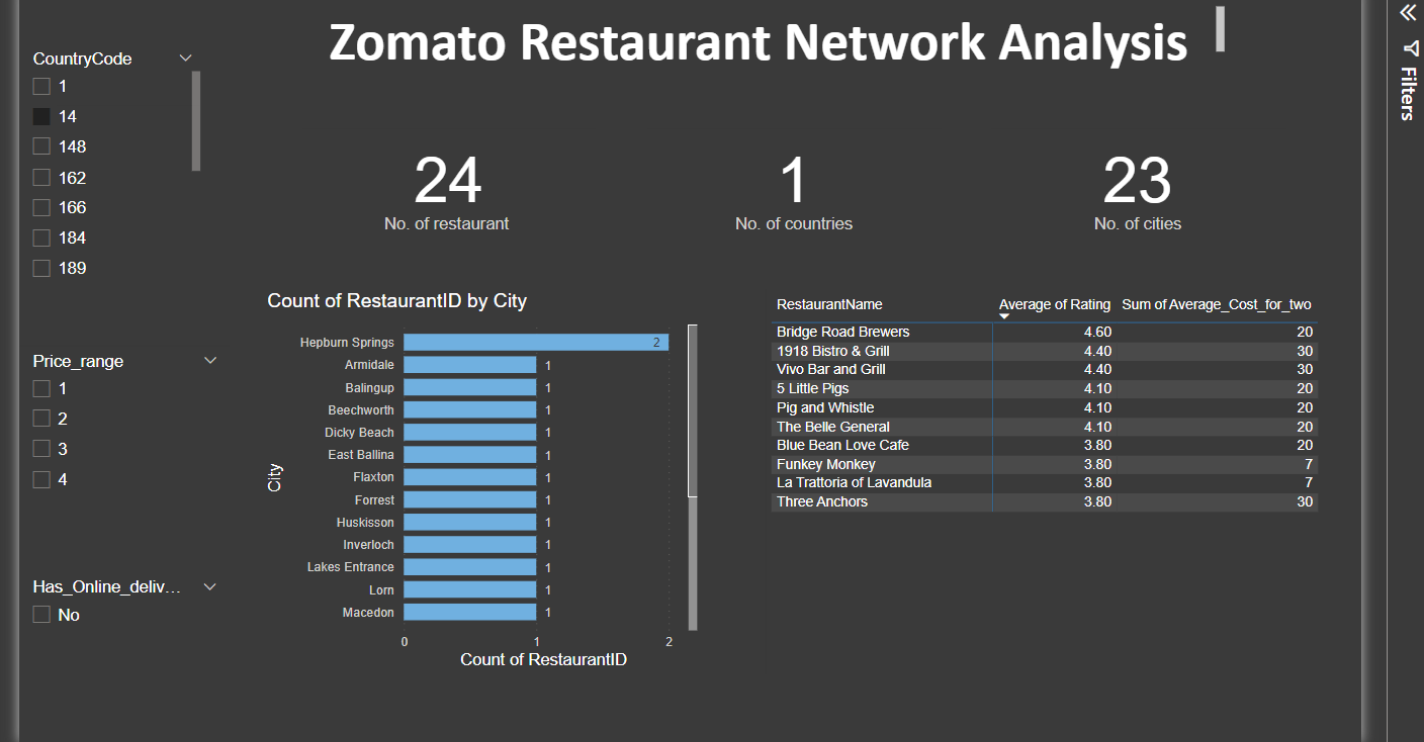 Zomato Restaurant Network Analysis
Filters
CountryCode
1
14
148
162
166
184
189
24
No. of restaurant
1
No. of countries
23
No. of cities
Price_range
1
2
3
4
Has_Online_deliv...
No
Count of RestaurantID by City
City
Hepburn Springs 2
Armidale 1
Balingup 1
Beechworth 1
Dicky Beach 1
East Ballina 1
Flaxton 1
Forrest 1
Huskisson 1
Inverloch 1
Lakes Entrance 1
Lorn 1
Macedon 1
0 1 2
Count of RestaurantID
RestaurantName Average of Rating Sum of Average_Cost_for_two
Bridge Road Brewers 4.60 20
1918 Bistro & Grill 4.40 30
Vivo Bar and Grill 4.40 30
5 Little Pigs 4.10 20
Pig and Whistle 4.10 20
The Belle General 4.10 20
Blue Bean Love Cafe 3.80 20
Funkey Monkey 3.80 7
La Trattoria of Lavandula 3.80 7
Three Anchors 3.80 30